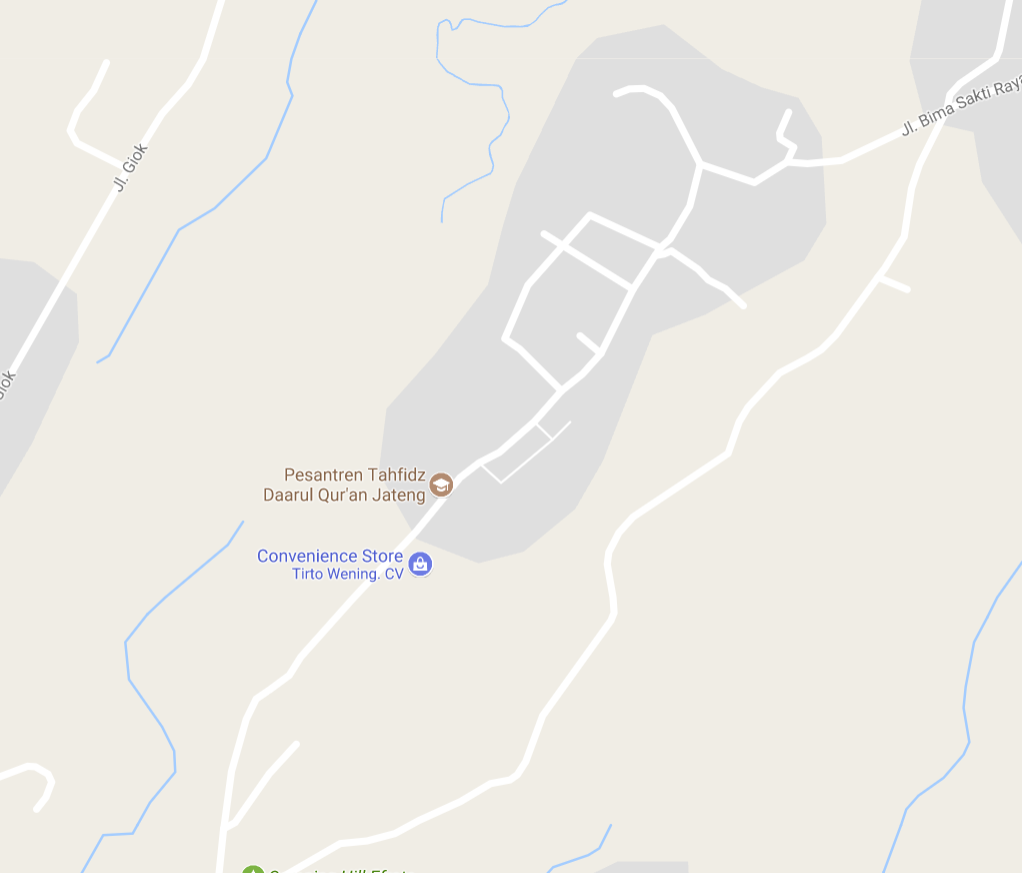 Jl. Bima Sakti Raya
Jl. Giok
Pesantren Tahfidz
Daarul Qur'an Jateng
Convenience Store
Tirto Wening. CV